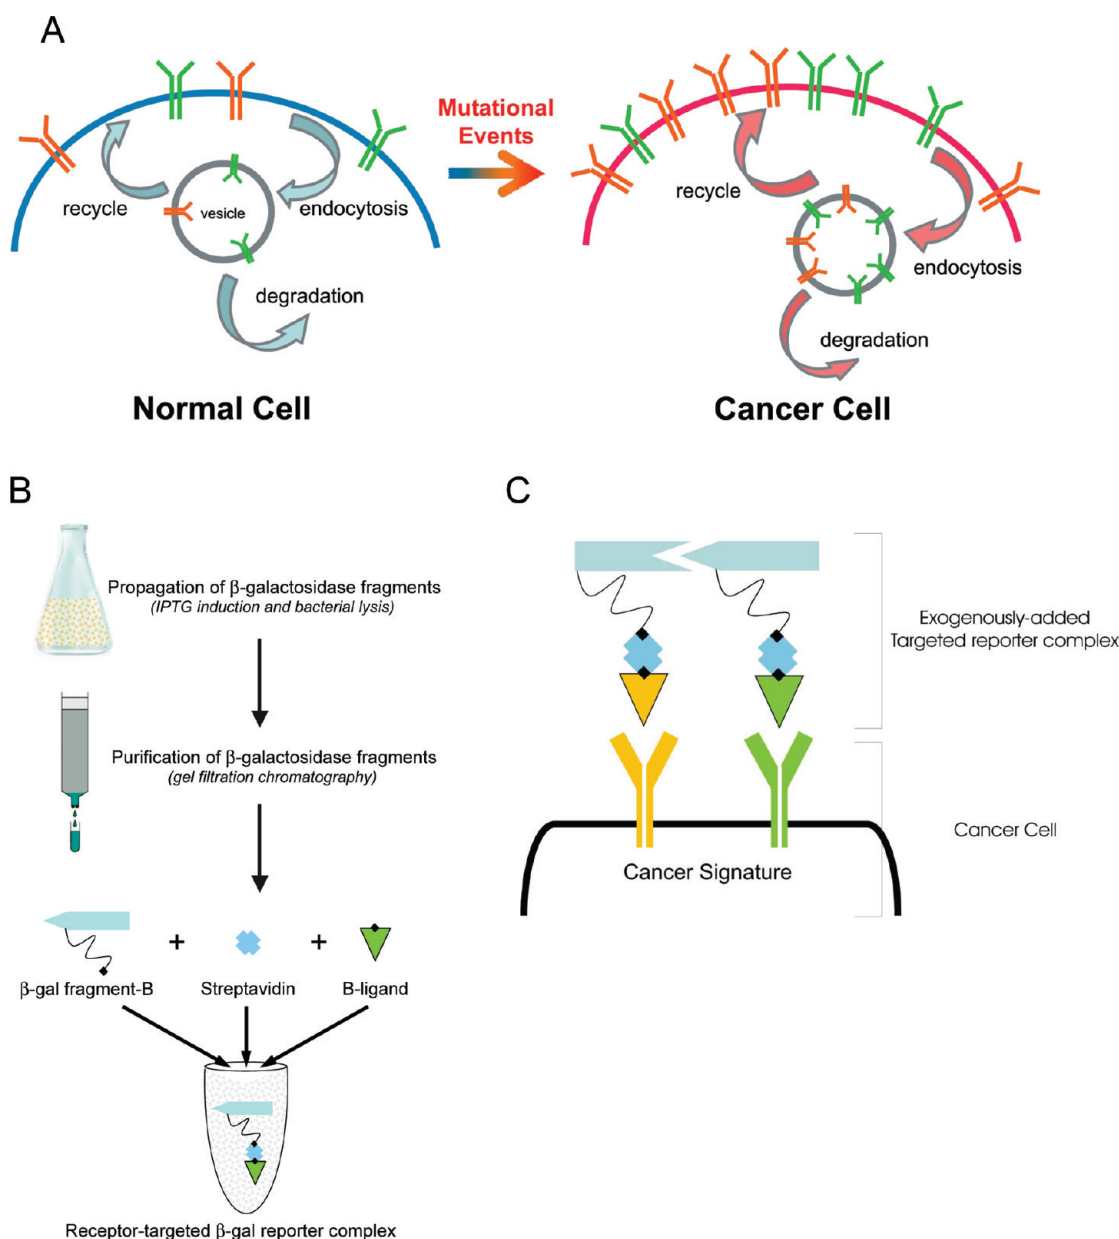 A
Mutational
Events
recycle
vesicle
endocytosis
degradation
Normal Cell
recycle
endocytosis
degradation
Cancer Cell
B
Propagation of β-galactosidase fragments
(IPTG induction and bacterial lysis)
Purification of β-galactosidase fragments
(gel filtration chromatography)
+
+
β-gal fragment-B
Streptavidin
B-ligand
Receptor-targeted β-gal reporter complex
C
Exogenously-added
Targeted reporter complex
Cancer Cell
Cancer Signature